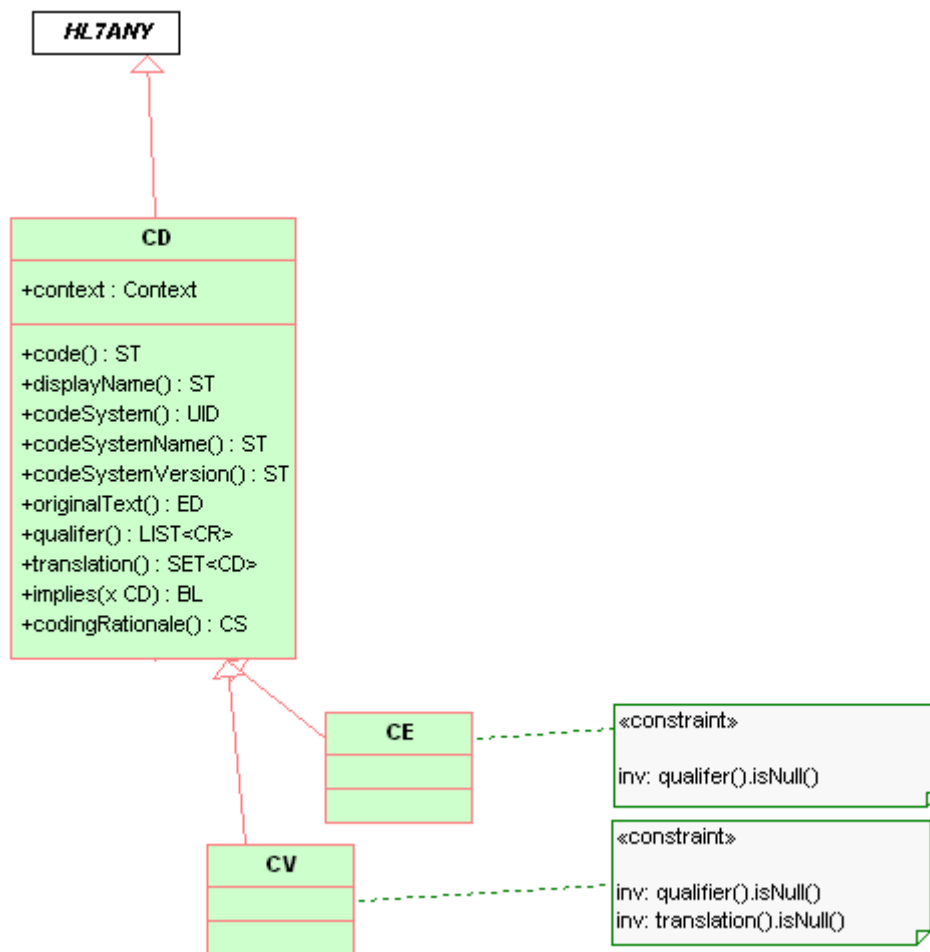 HL7ANY
CD
+context : Context
+code() : ST
+displayName() : ST
+codeSystem() : UID
+codeSystemName() : ST
+codeSystemVersion() : ST
+originalText() : ED
+qualifer() : LIST<CR>
+translation() : SET<CD>
+implies(x CD) : BL
+codingRationale() : CS
CE
«constraint»
inv: qualifer().isNull()
CV
«constraint»
inv: qualifier().isNull()
inv: translation().isNull()